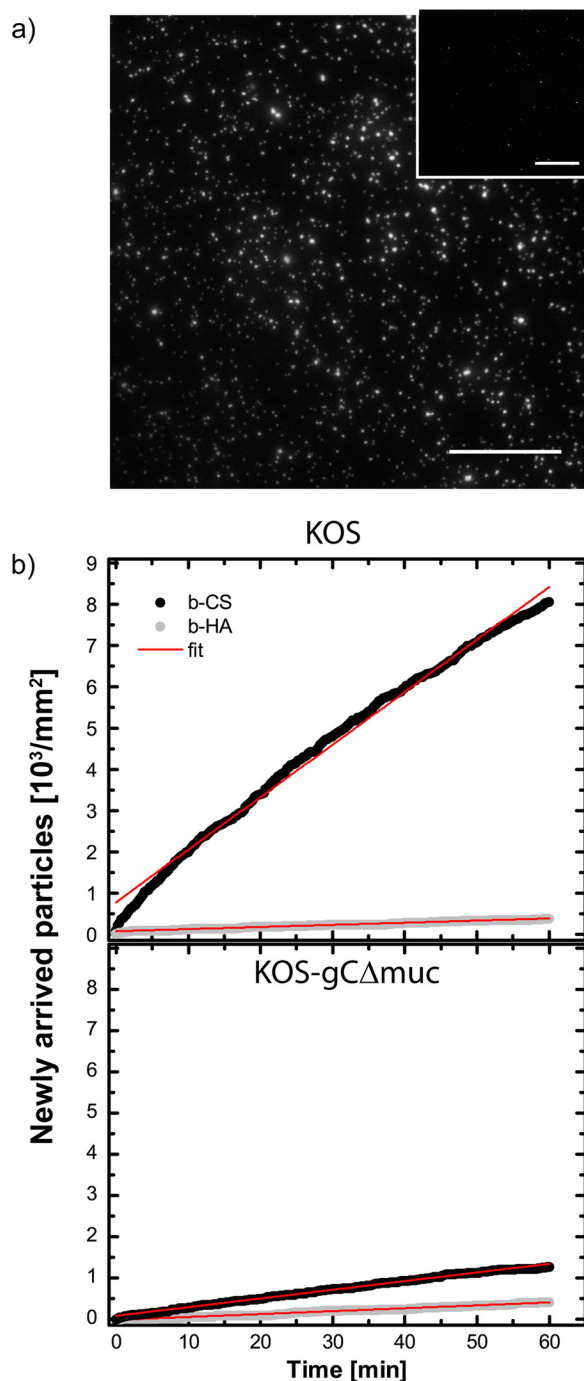 a)
KOS
b)
9
8
7
6
5
4
3
2
1
0
b-CS
b-HA
fit
Newly arrived particles [10³/mm²]
KOS-gCΔmuc
8
7
6
5
4
3
2
1
0
0 10 20 30 40 50 60
Time [min]